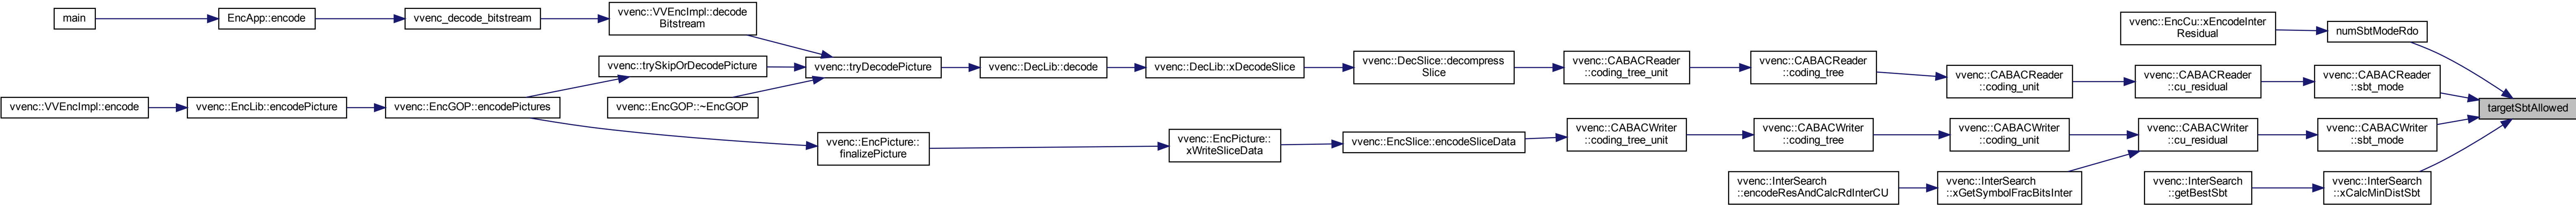 main
EncApp::encode
vvenc_decode_bitstream
vvenc::VVEncImpl::decode
Bitstream
vvenc::trySkipOrDecodePicture
vvenc::EncGOP::~EncGOP
vvenc::VVEncImpl::encode
vvenc::EncLib::encodePicture
vvenc::EncGOP::encodePictures
vvenc::tryDecodePicture
vvenc::DecLib::decode
vvenc::DecLib::xDecodeSlice
vvenc::DecSlice::decompress
Slice
vvenc::CABACReader
::coding_tree_unit
vvenc::CABACReader
::coding_tree
vvenc::CABACReader
::coding_unit
vvenc::CABACReader
::cu_residual
vvenc::CABACReader
::sbt_mode
vvenc::EncCu::xEncodeInter
Residual
numSbtModeRdo
targetSbtAllowed
vvenc::EncPicture::
finalizePicture
vvenc::EncPicture::
xWriteSliceData
vvenc::EncSlice::encodeSliceData
vvenc::CABACWriter
::coding_tree_unit
vvenc::CABACWriter
::coding_tree
vvenc::CABACWriter
::coding_unit
vvenc::CABACWriter
::cu_residual
vvenc::CABACWriter
::sbt_mode
vvenc::InterSearch
::encodeResAndCalcRdInterCU
vvenc::InterSearch
::xGetSymbolFracBitsInter
vvenc::InterSearch
::getBestSbt
vvenc::InterSearch
::xCalcMinDistSbt